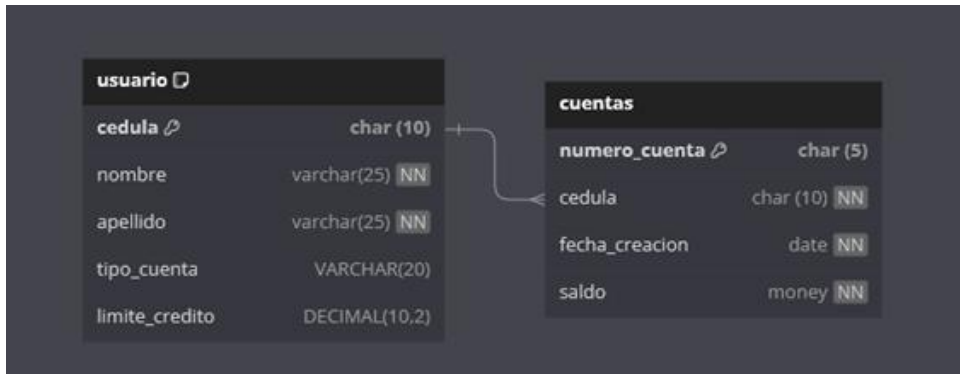 usuario
cedula char (10)
nombre varchar(25) NN
apellido varchar(25) NN
tipo_cuenta VARCHAR(20)
limite_credito DECIMAL(10,2)
cuentas
numero_cuenta char (5)
cedula char (10) NN
fecha_creacion date NN
saldo money NN